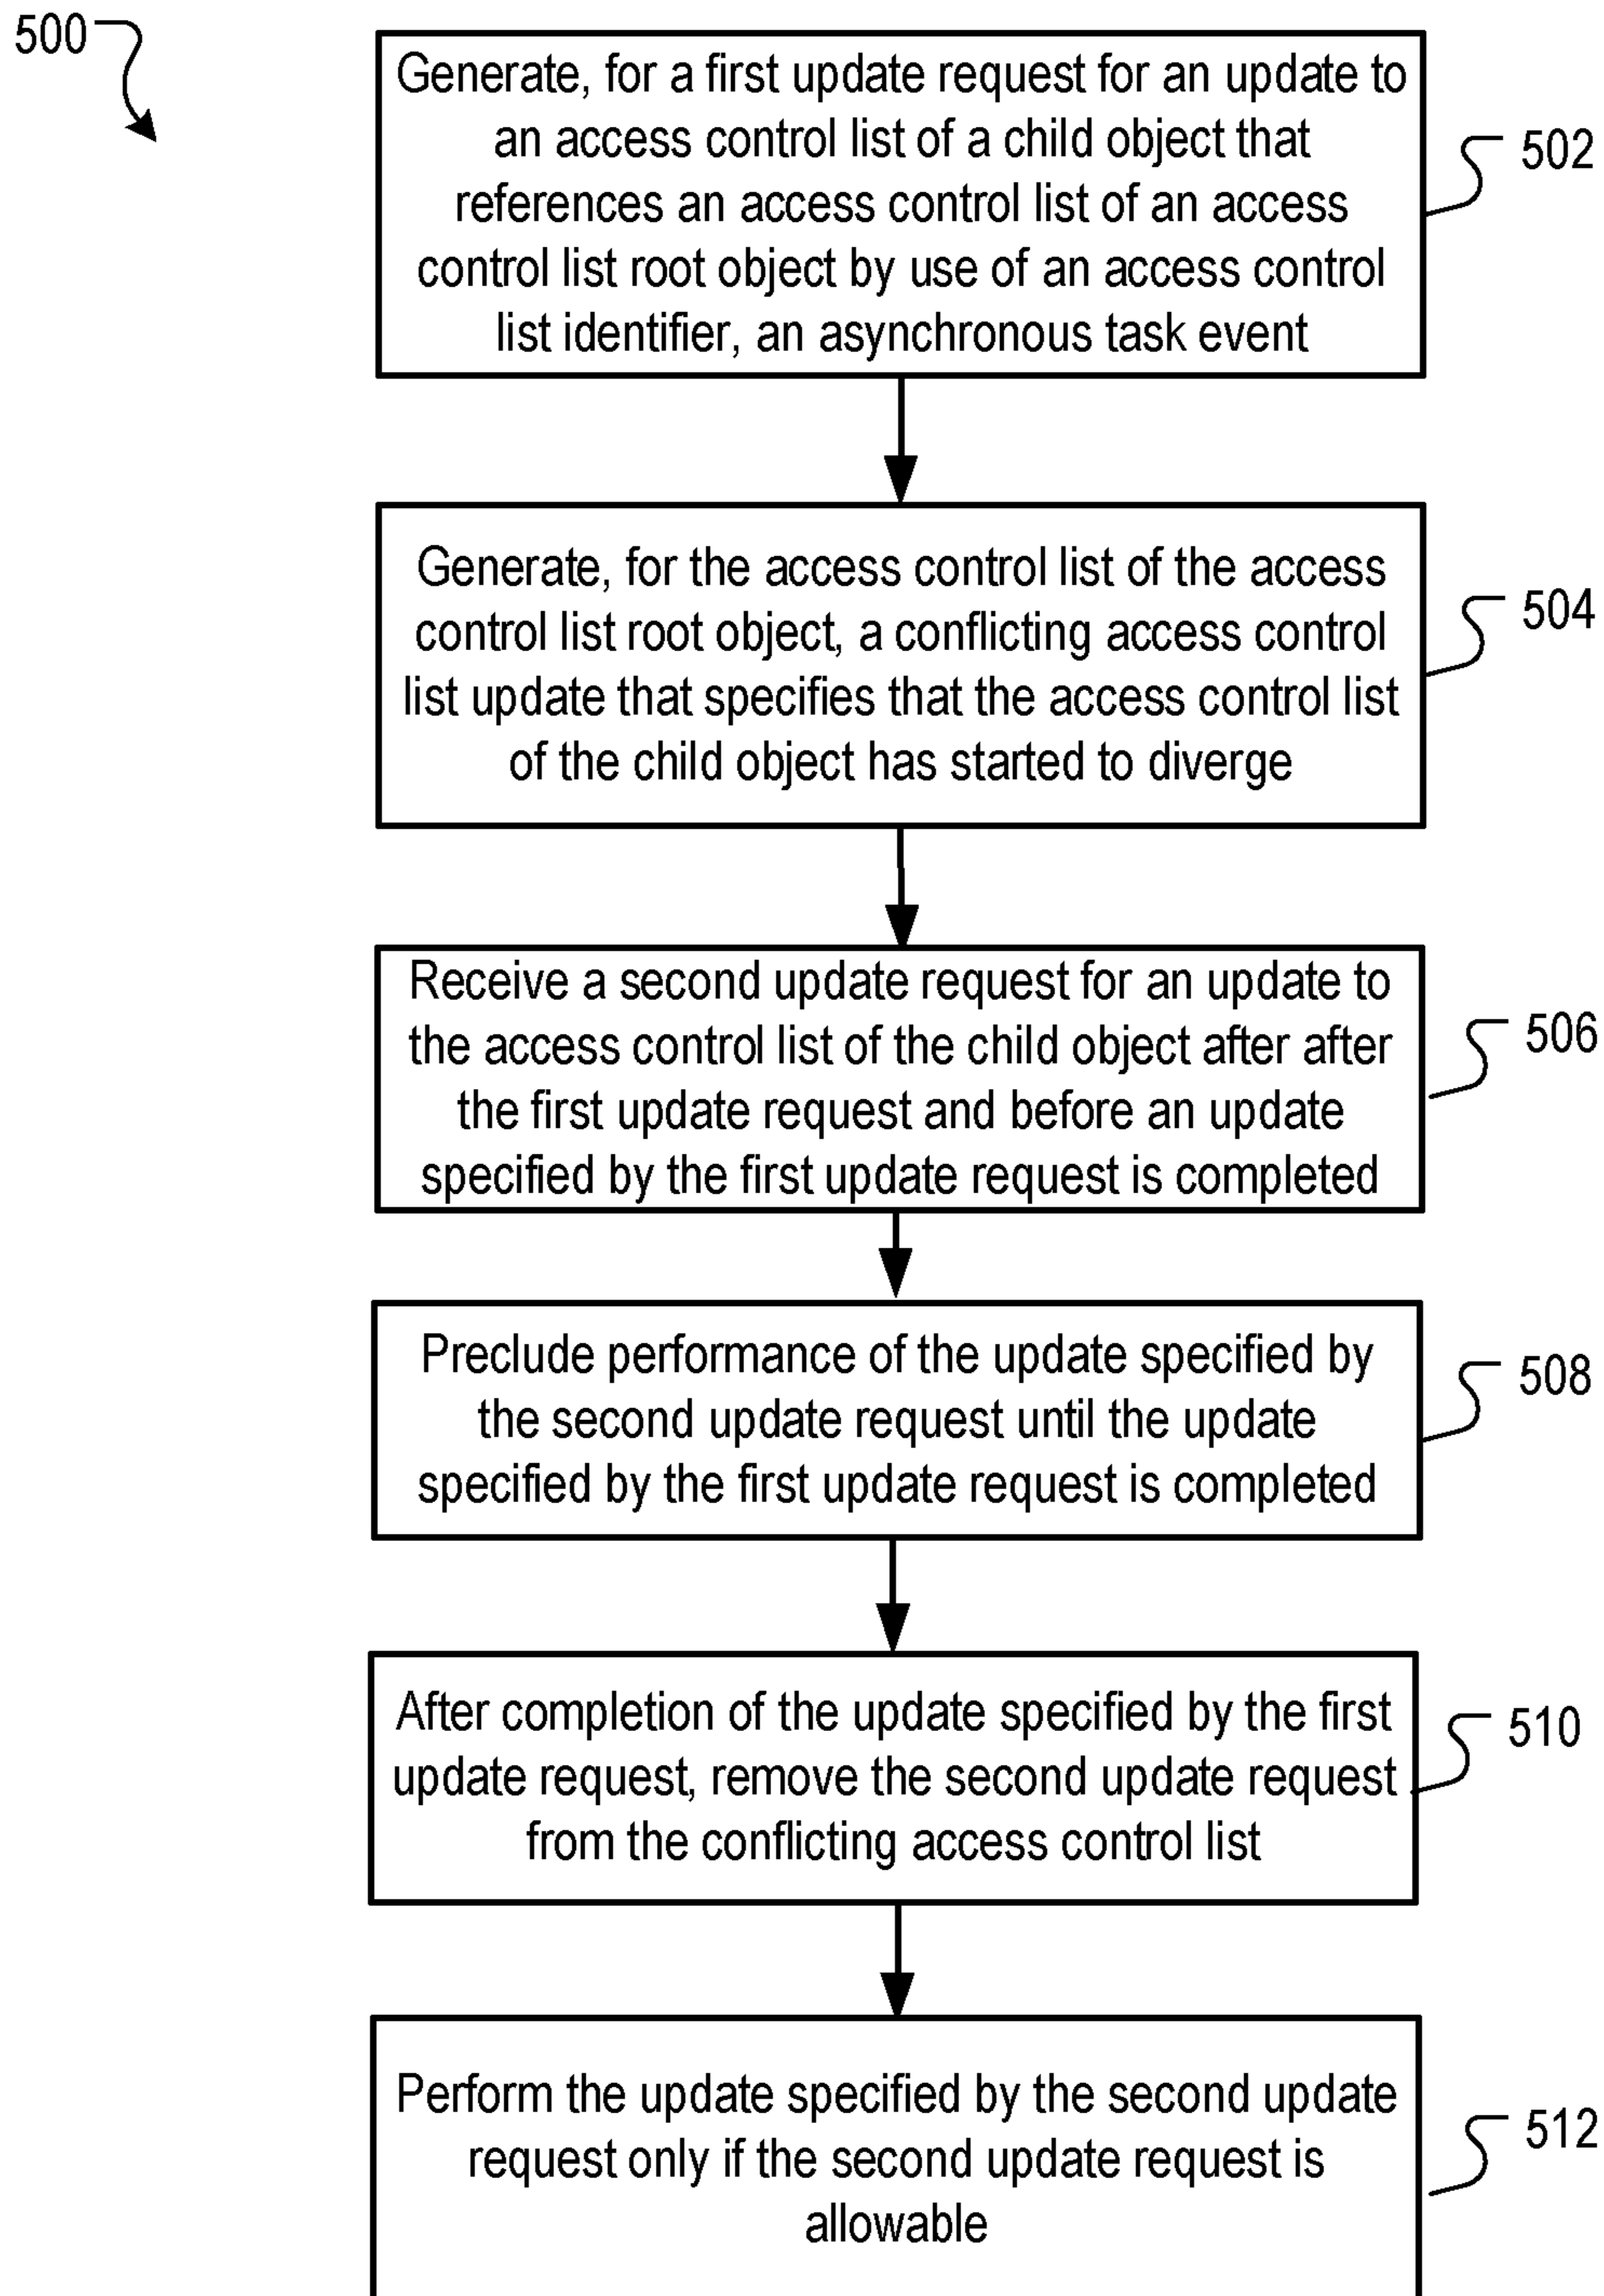 500
Generate, for a first update request for an update to
an access control list of a child object that
references an access control list of an access
control list root object by use of an access control
list identifier, an asynchronous task event
502
Generate, for the access control list of the access
control list root object, a conflicting access control
list update that specifies that the access control list
of the child object has started to diverge
504
Receive a second update request for an update to
the access control list of the child object after after
the first update request and before an update
specified by the first update request is completed
506
Preclude performance of the update specified by
the second update request until the update
specified by the first update request is completed
508
After completion of the update specified by the first
update request, remove the second update request
from the conflicting access control list
510
Perform the update specified by the second update
request only if the second update request is
allowable
512